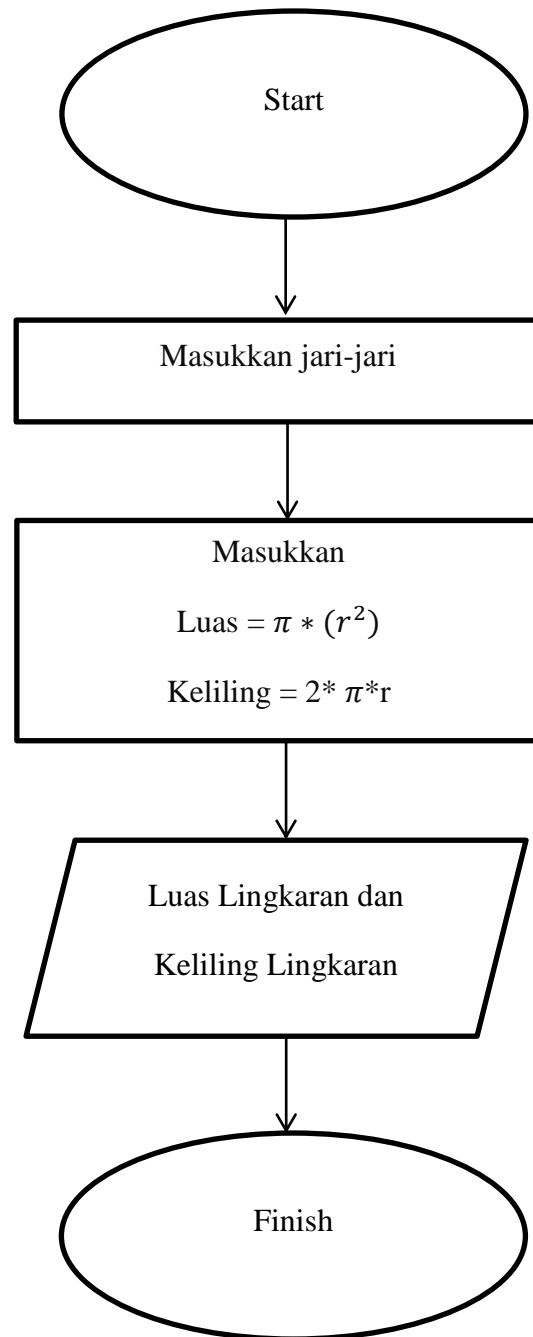 Start
Masukkan jari-jari
Masukkan
Luas = 𝜋 ∗ (𝑟²)
Keliling = 2* 𝜋*r
Luas Lingkaran dan
Keliling Lingkaran
Finish